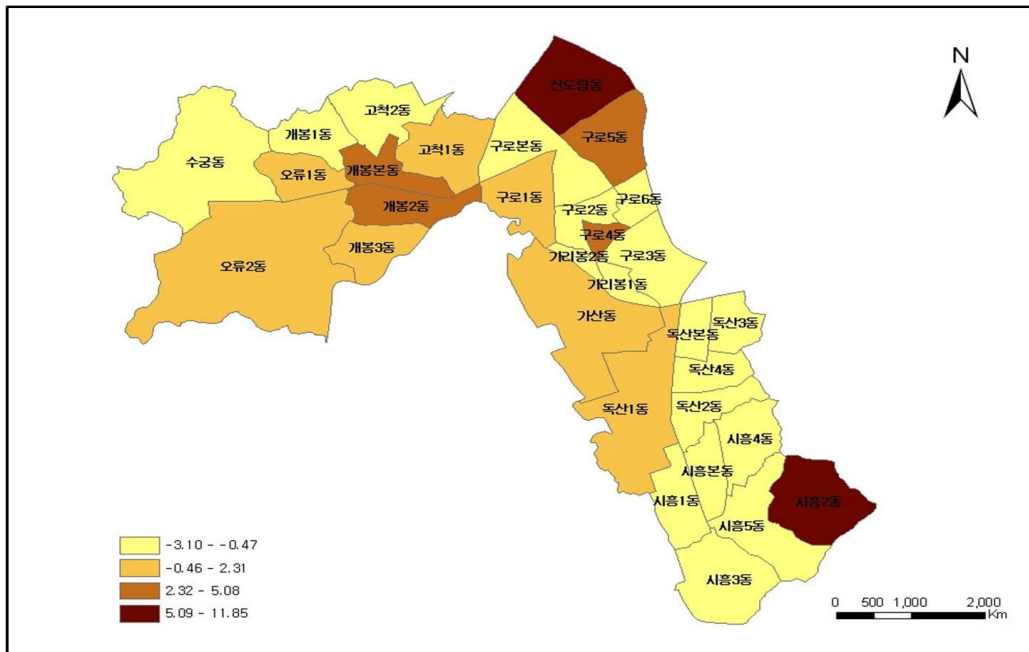 N
신도림동
고척2동
개봉1동
고척1동
구로본동
구로5동
수궁동
개봉본동
오류1동
구로1동
구로6동
개봉2동
구로2동
구로4동
개봉3동
가리봉2동
구로3동
오류2동
가리봉1동
가산동
독산3동
독산본동
독산4동
독산1동
독산2동
시흥4동
시흥본동
시흥1동
시흥2동
시흥5동
시흥3동
-3.10 - -0.47
-0.46 - 2.31
2.32 - 5.08
5.09 - 11.85
0 500 1,000 2,000
Km